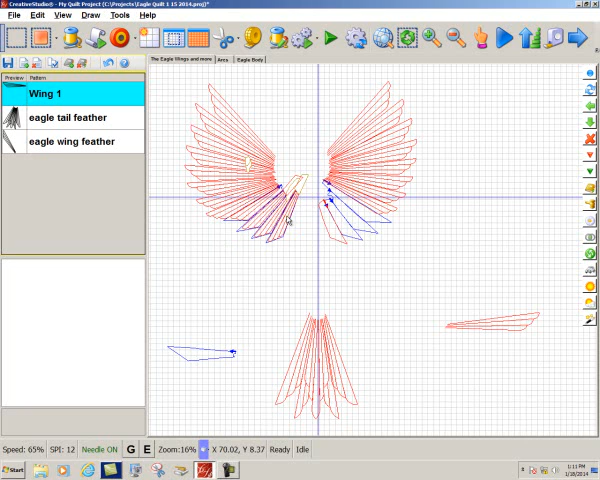 CreativeStudio® - My Quilt Project (C:\Projects\Eagle Quilt 1 15 2014.proj)*
File Edit View Draw Tools Help
Preview Pattern
Wing 1
eagle tail feather
eagle wing feather
The Eagle Wings and more Arcs Eagle Body
Speed: 65% SPI: 12 Needle ON G E Zoom:16% X 70.02, Y 8.37 Ready Idle
Start
1:11 PM
1/18/2014